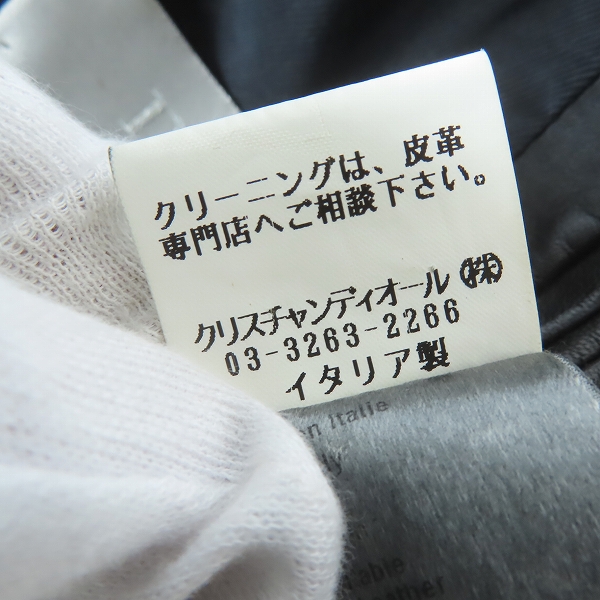 クリーニングは、皮革
専門店へご相談下さい。
クリスチャンディオール㈱
03-3263-2266
イタリア製
en Italie